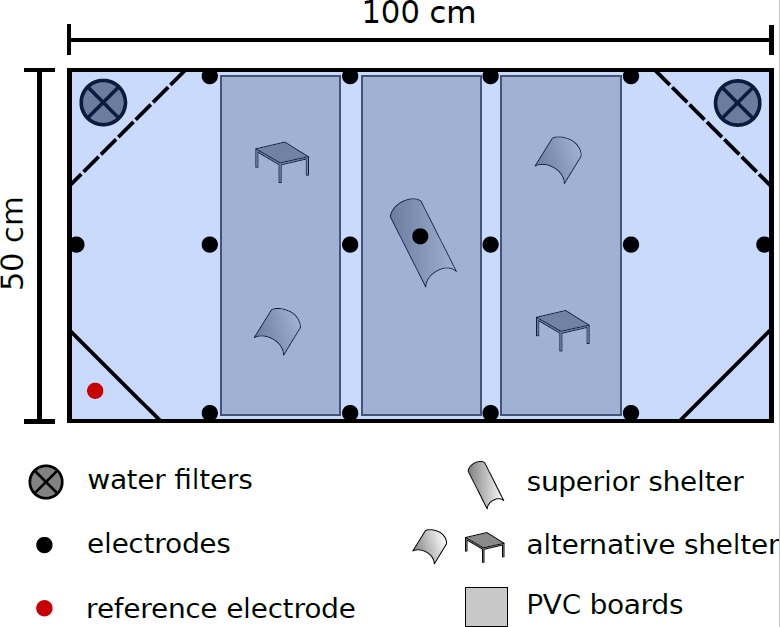 100 cm
50 cm
water filters
superior shelter
electrodes
alternative shelter
reference electrode
PVC boards